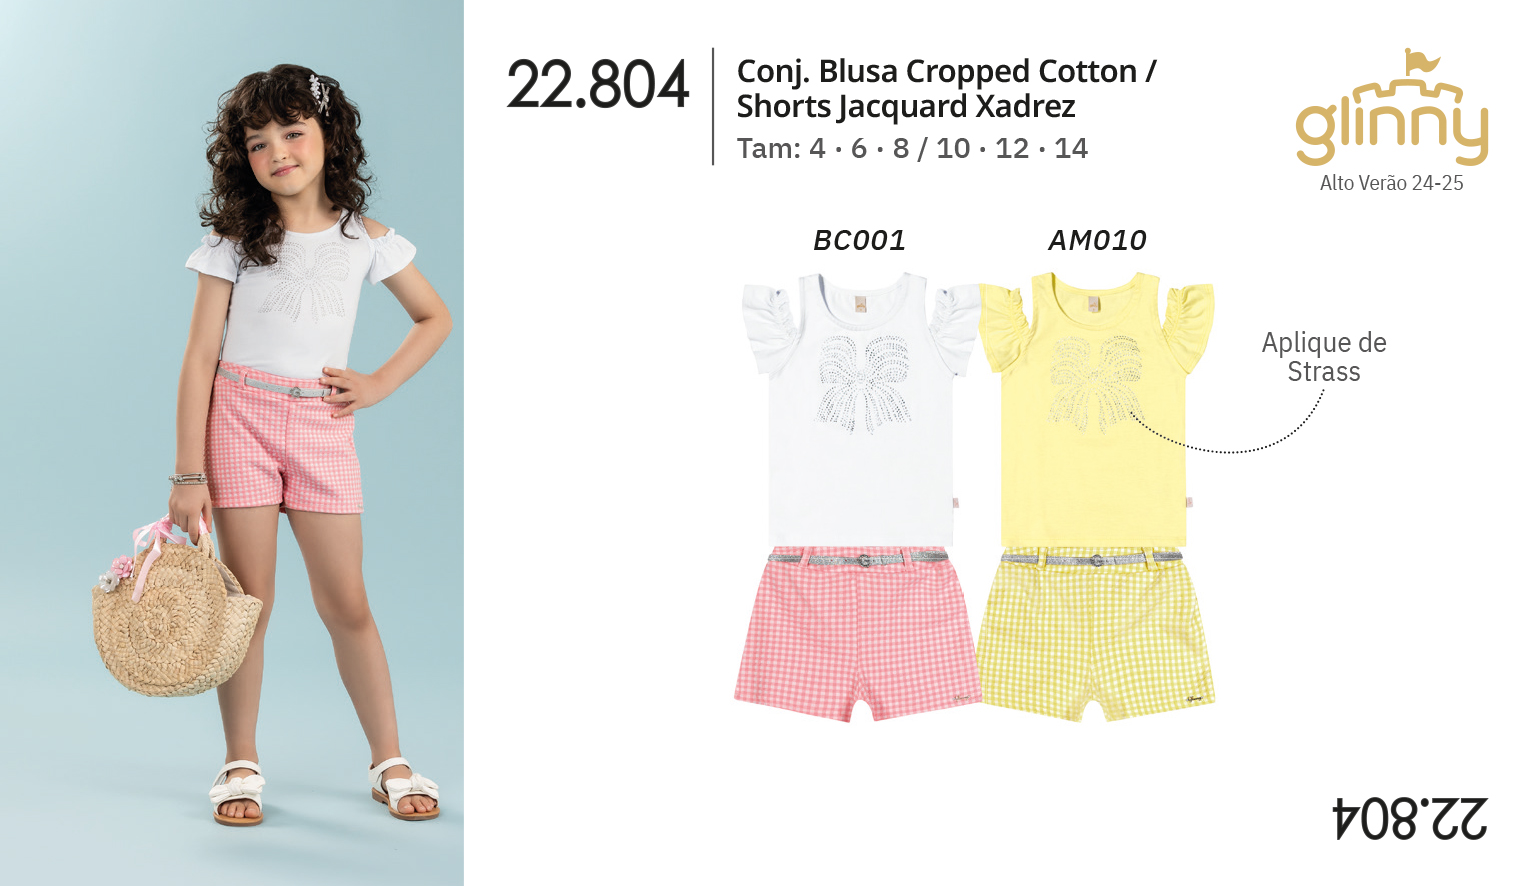 22.804
Conj. Blusa Cropped Cotton /
Shorts Jacquard Xadrez
Tam: 4 · 6 · 8 / 10 · 12 · 14
glinny
Alto Verão 24-25
BC001
AM010
Aplique de
Strass
22.804